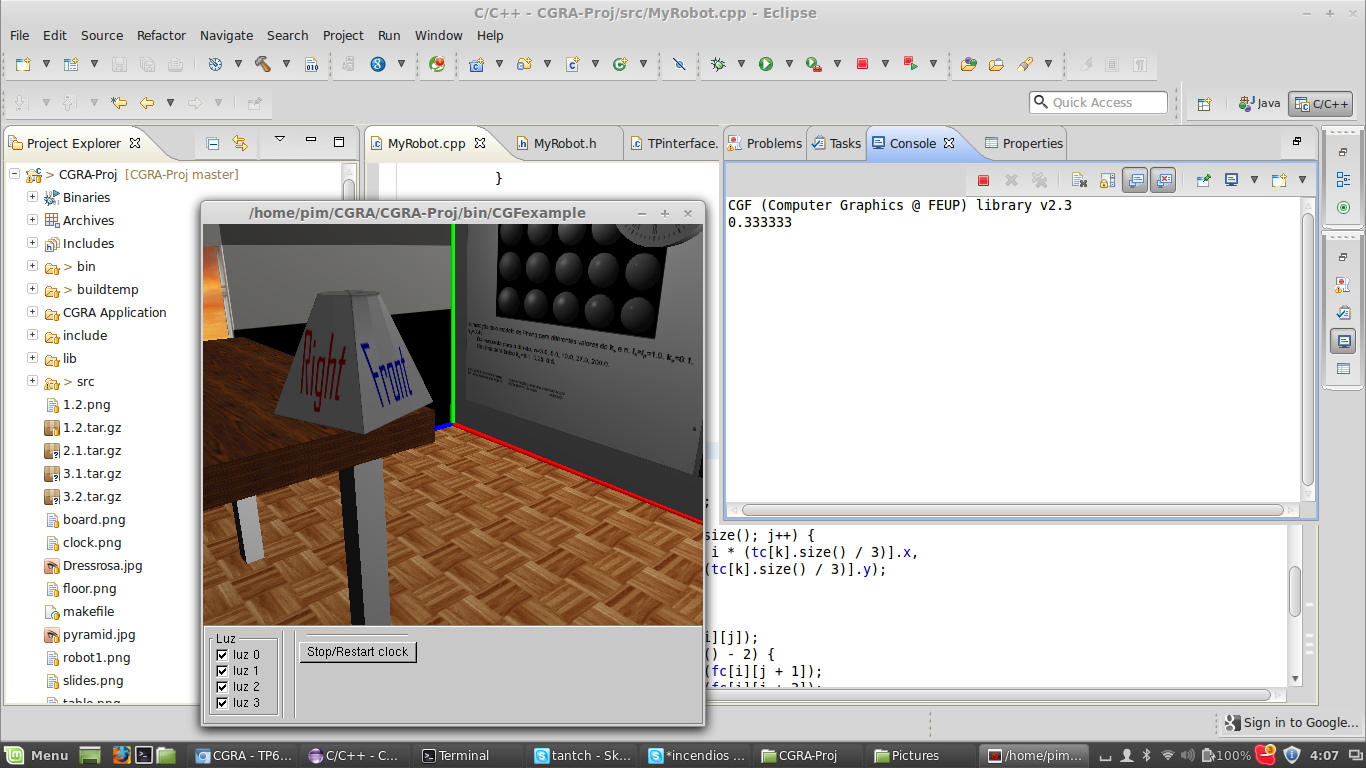 C/C++ - CGRA-Proj/src/MyRobot.cpp - Eclipse
File Edit Source Refactor Navigate Search Project Run Window Help
Quick Access
Java
C/C++
Project Explorer
MyRobot.cpp
MyRobot.h
TPinterface.
Problems
Tasks
Console
Properties
> CGRA-Proj [CGRA-Proj master]
Binaries
Archives
Includes
> bin
> buildtemp
CGRA Application
include
lib
> src
1.2.png
1.2.tar.gz
2.1.tar.gz
3.1.tar.gz
3.2.tar.gz
board.png
clock.png
Dressrosa.jpg
floor.png
makefile
pyramid.jpg
robot1.png
slides.png
table.png
}
/home/pim/CGRA/CGRA-Proj/bin/CGFexample
Right
Front
Luz
luz 0
luz 1
luz 2
luz 3
Stop/Restart clock
CGF (Computer Graphics @ FEUP) library v2.3
0.333333
;
size(); j++) {
i * (tc[k].size() / 3)].x,
(tc[k].size() / 3)].y);
i][j]);
() - 2) {
(fc[i][j + 1]);
(fc[i][j + 2]);
Sign in to Google...
Menu
CGRA - TP6...
C/C++ - C...
Terminal
tantch - Sk...
*incendios ...
CGRA-Proj
Pictures
/home/pim...
100%
4:07